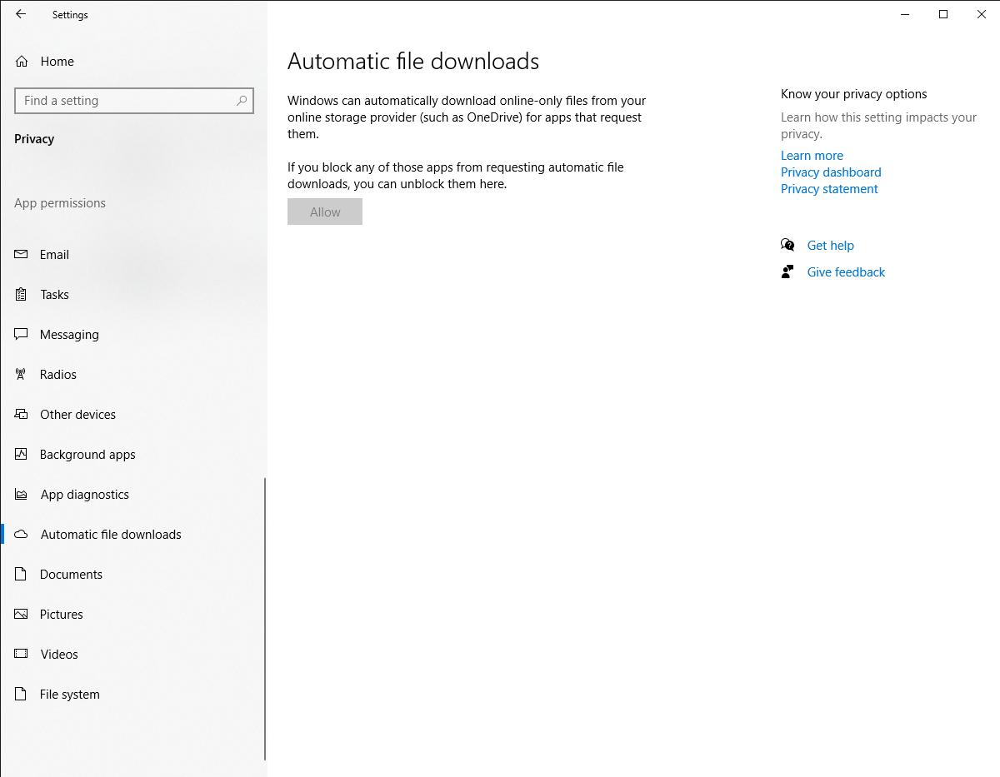 Settings
Home
Find a setting
Privacy
App permissions
Email
Tasks
Messaging
Radios
Other devices
Background apps
App diagnostics
Automatic file downloads
Documents
Pictures
Videos
File system
Automatic file downloads
Windows can automatically download online-only files from your
online storage provider (such as OneDrive) for apps that request
them.
If you block any of those apps from requesting automatic file
downloads, you can unblock them here.
Allow
Know your privacy options
Learn how this setting impacts your
privacy.
Learn more
Privacy dashboard
Privacy statement
Get help
Give feedback